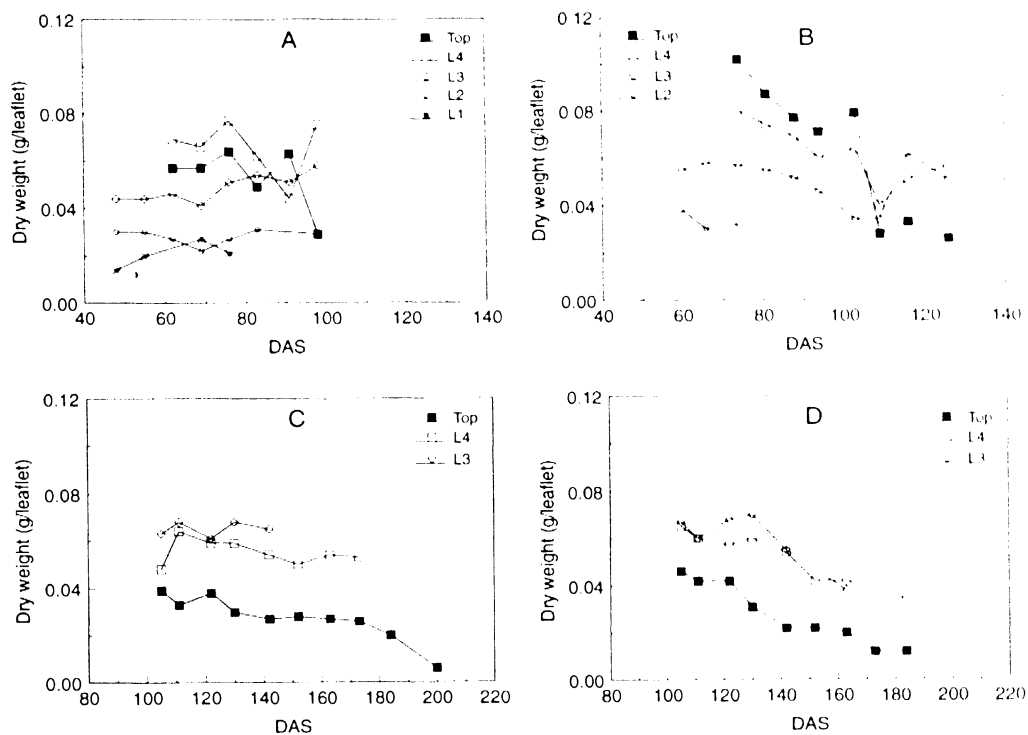 A
Top
L4
L3
L2
L1
Dry weight (g/leaflet)
0.12
0.08
0.04
0.00
40 60 80 100 120 140
DAS
B
Top
L4
L3
L2
Dry weight (g/leaflet)
0 12
0.08
0.04
0.00
40 60 80 100 120 140
DAS
C
Top
L4
L3
Dry weight (g/leaflet)
0.12
0.08
0.04
0.00
80 100 120 140 160 180 200 220
DAS
D
Top
L4
L3
Dry weight (g/leaflet)
0.12
0.08
0.04
0.00
80 100 120 140 160 180 200 220
DAS